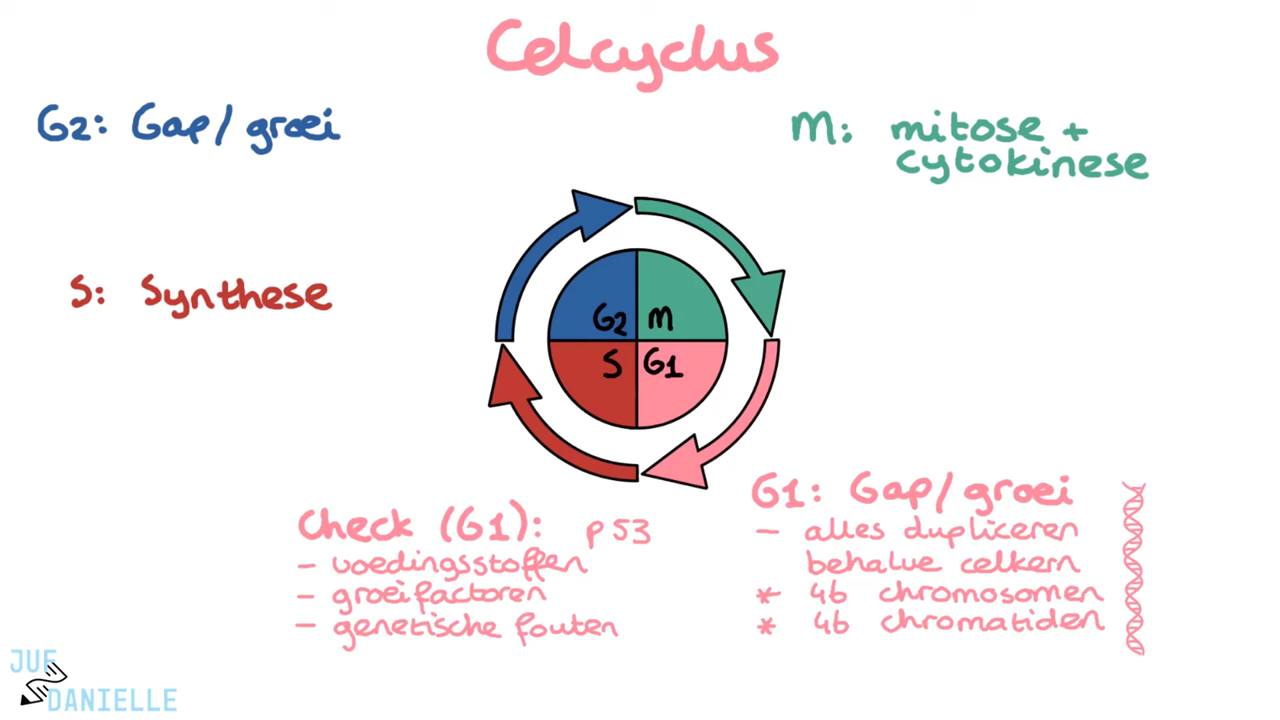 Celcyclus
G2: Gap/groei
M: mitose +
cytokinese
S: Synthese
G2
M
S
G1
Check (G1): p53
- voedingsstoffen
- groeifactoren
- genetische fouten
G1: Gap/groei
- alles dupliceren
behalve celkern
* 46 chromosomen
* 46 chromatiden
JUF
DANIELLE